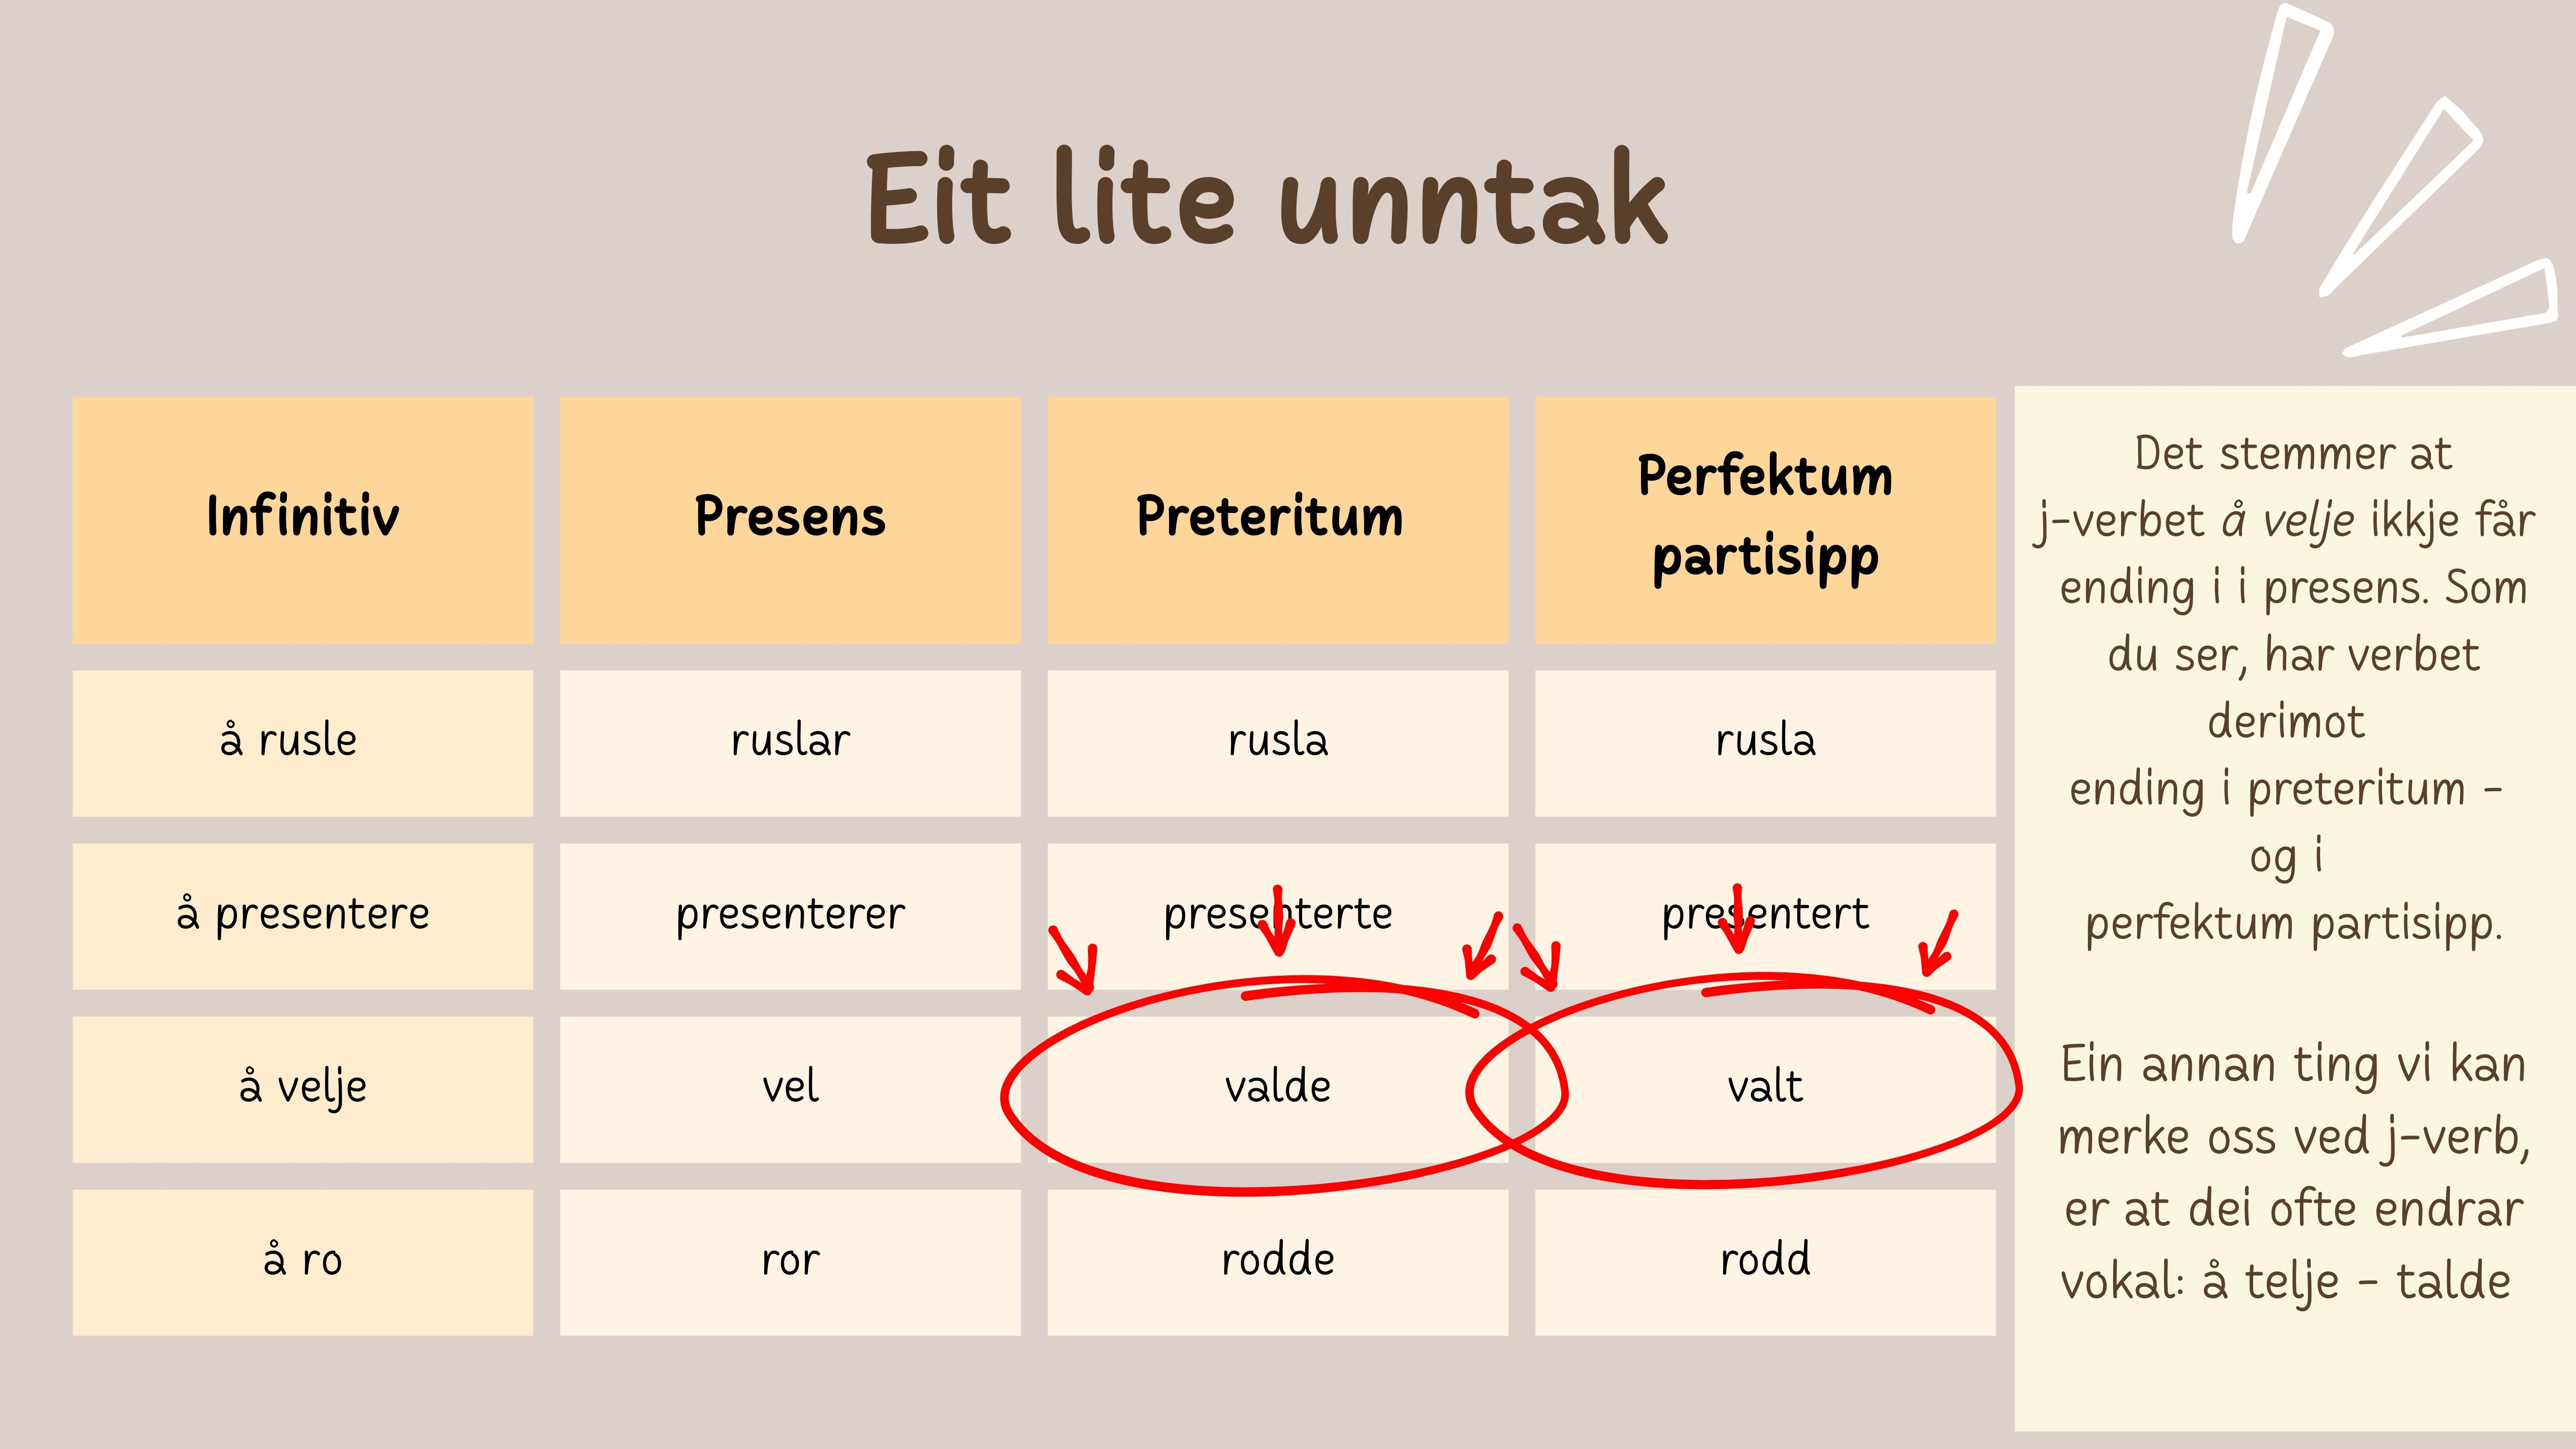 Eit lite unntak
Infinitiv Presens Preteritum Perfektum partisipp
å rusle ruslar rusla rusla
å presentere presenterer presenterte presentert
å velje vel valde valt
å ro ror rodde rodd
Det stemmer at
j-verbet å velje ikkje får
ending i i presens. Som
du ser, har verbet
derimot
ending i preteritum -
og i
perfektum partisipp.
Ein annan ting vi kan
merke oss ved j-verb,
er at dei ofte endrar
vokal: å telje - talde